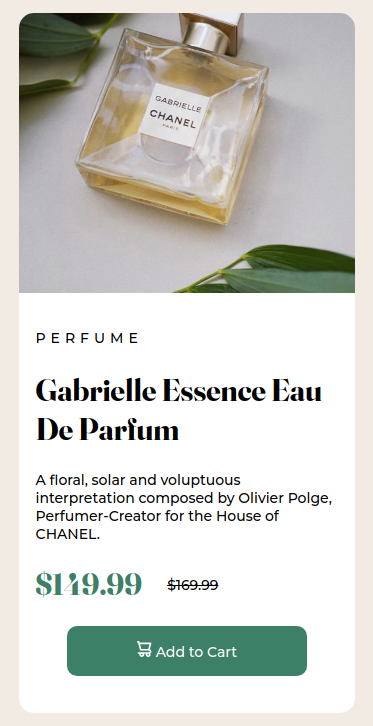 GABRIELLE
CHANEL
PARIS
PERFUME
Gabrielle Essence Eau
De Parfum
A floral, solar and voluptuous
interpretation composed by Olivier Polge,
Perfumer-Creator for the House of
CHANEL.
$149.99 $169.99
Add to Cart